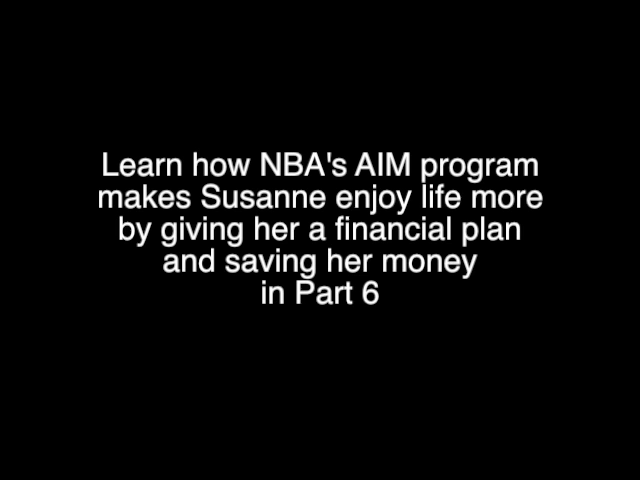 Learn how NBA's AIM program
makes Susanne enjoy life more
by giving her a financial plan
and saving her money
in Part 6